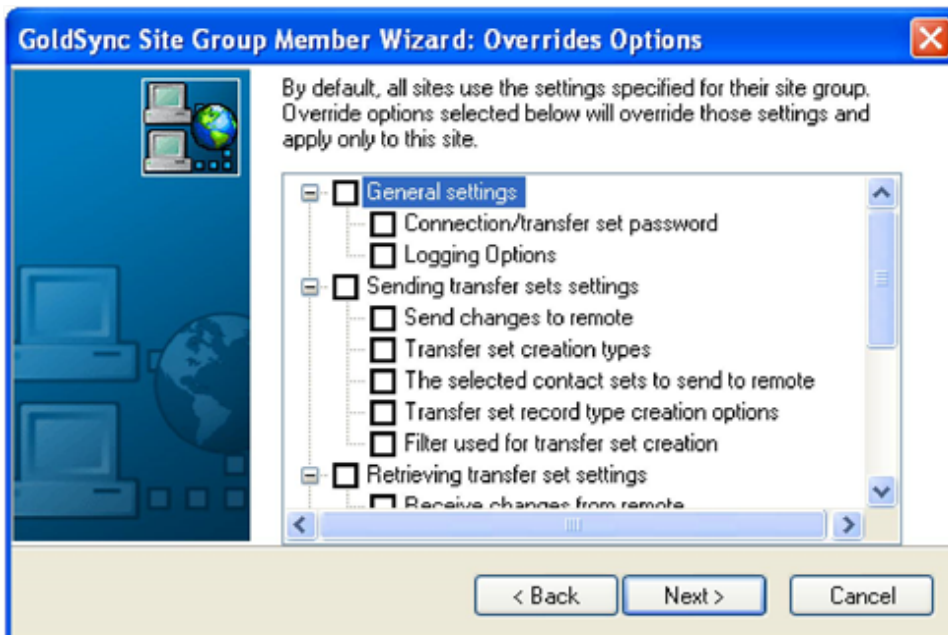 GoldSync Site Group Member Wizard: Overrides Options
By default, all sites use the settings specified for their site group.
Override options selected below will override those settings and
apply only to this site.
General settings
Connection/transfer set password
Logging Options
Sending transfer sets settings
Send changes to remote
Transfer set creation types
The selected contact sets to send to remote
Transfer set record type creation options
Filter used for transfer set creation
Retrieving transfer set settings
Receive changes from remote
< Back
Next >
Cancel